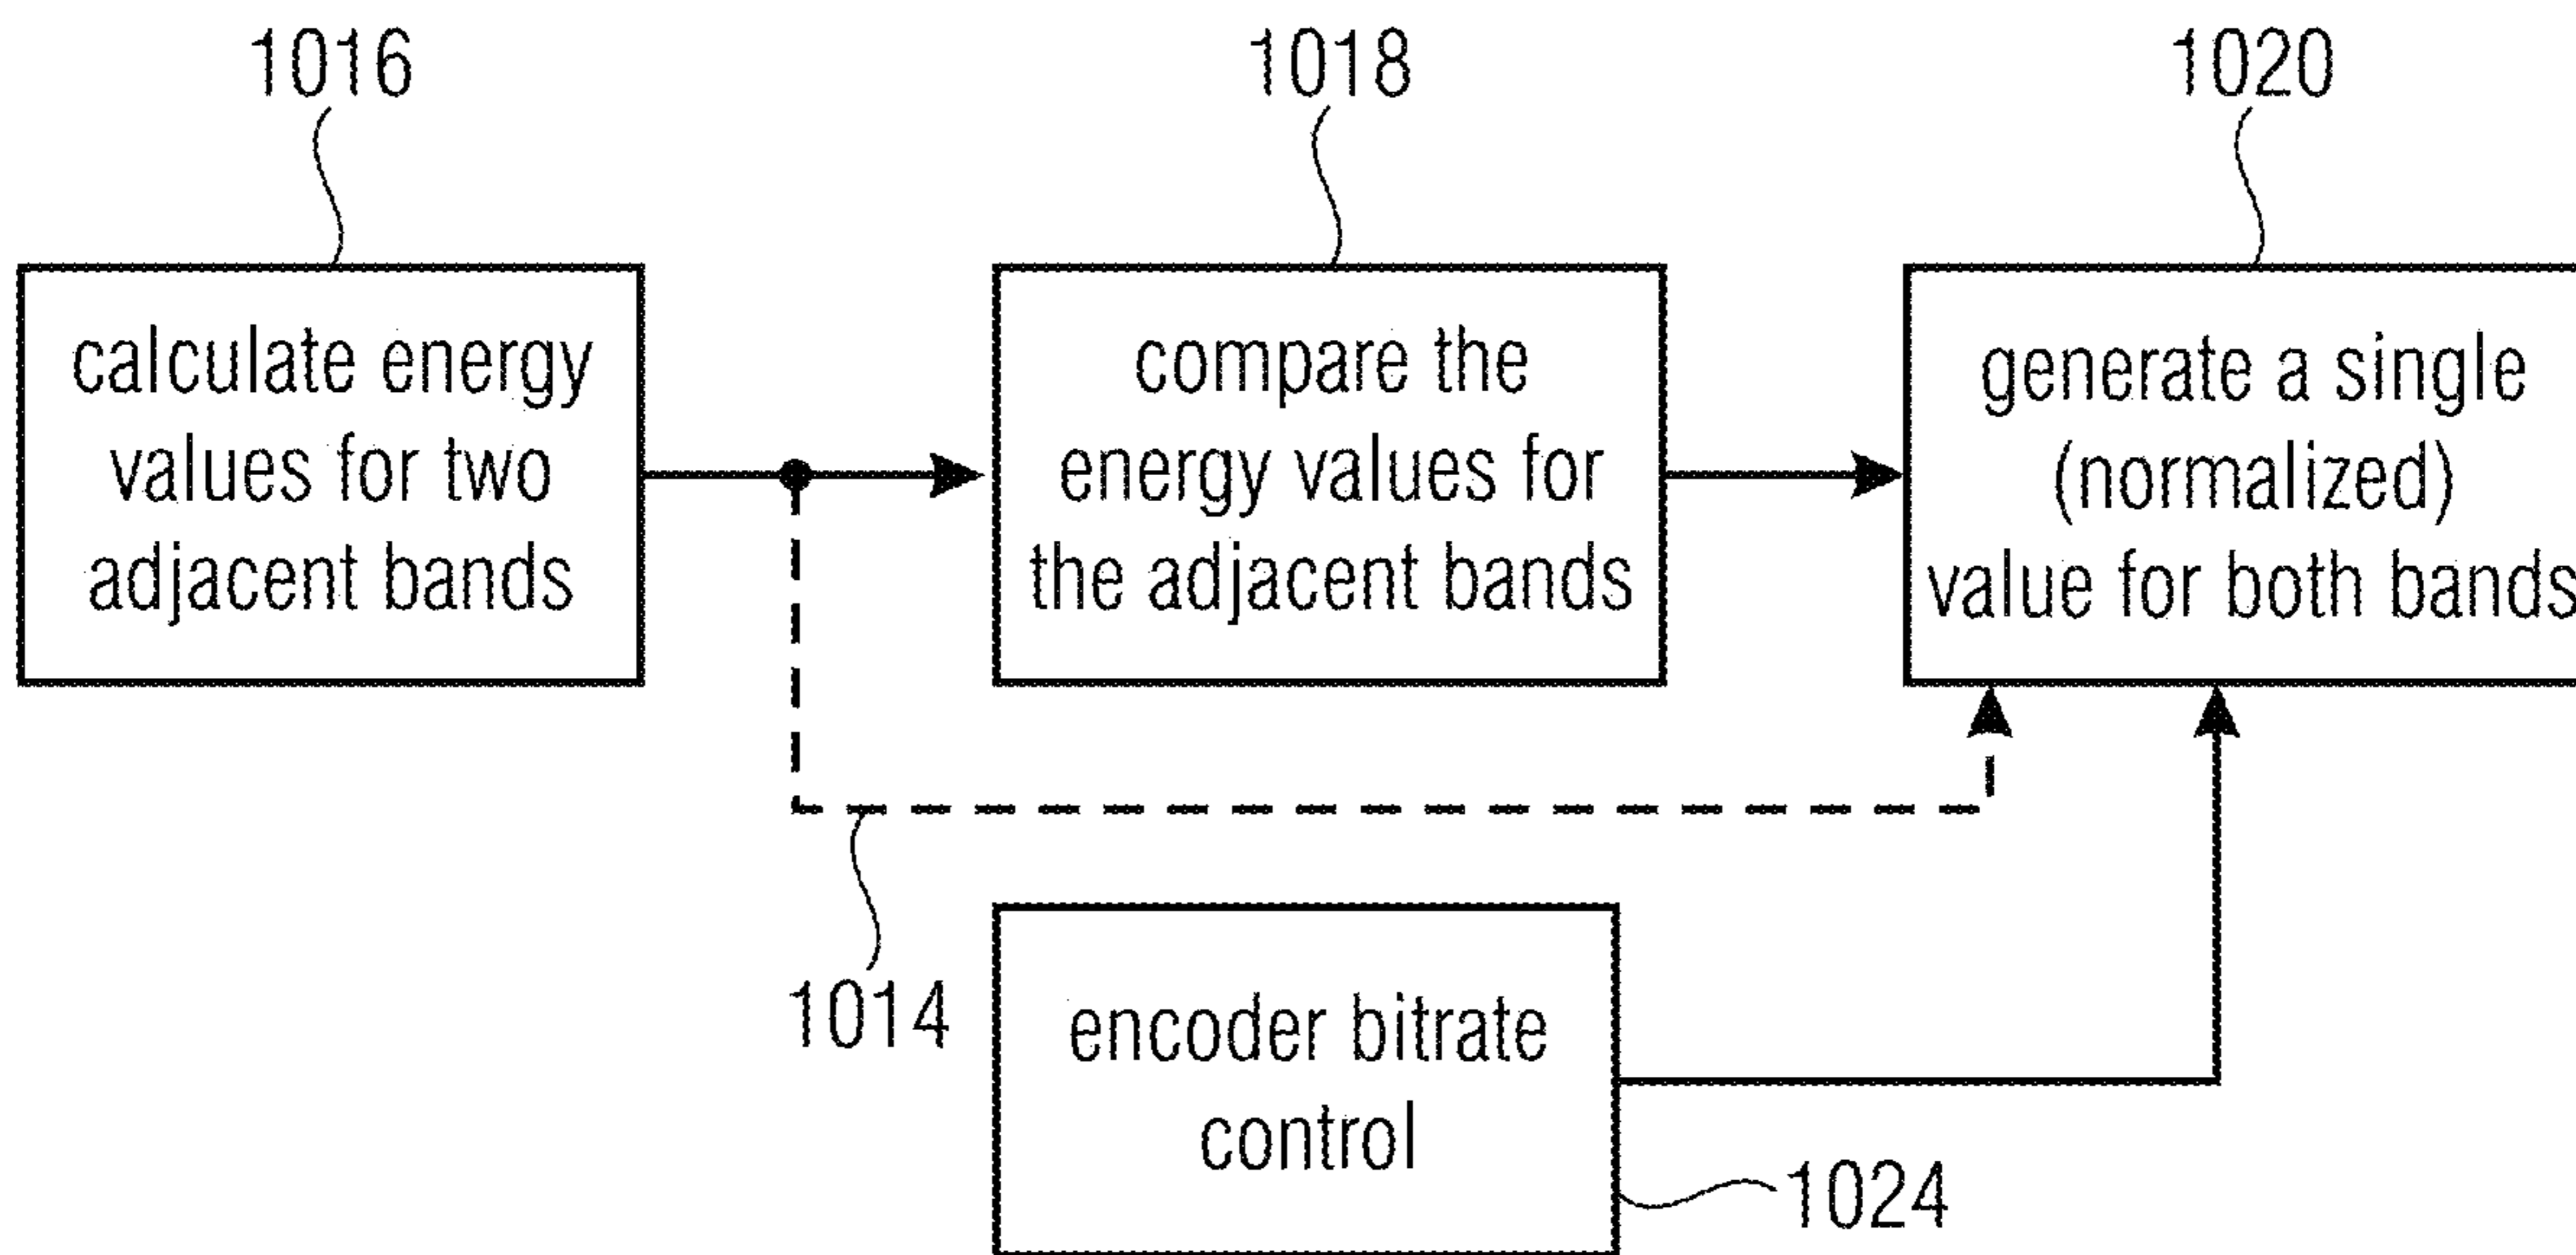 1016
1018
1020
calculate energy
values for two
adjacent bands
compare the
energy values for
the adjacent bands
generate a single
(normalized)
value for both bands
1014
encoder bitrate
control
1024